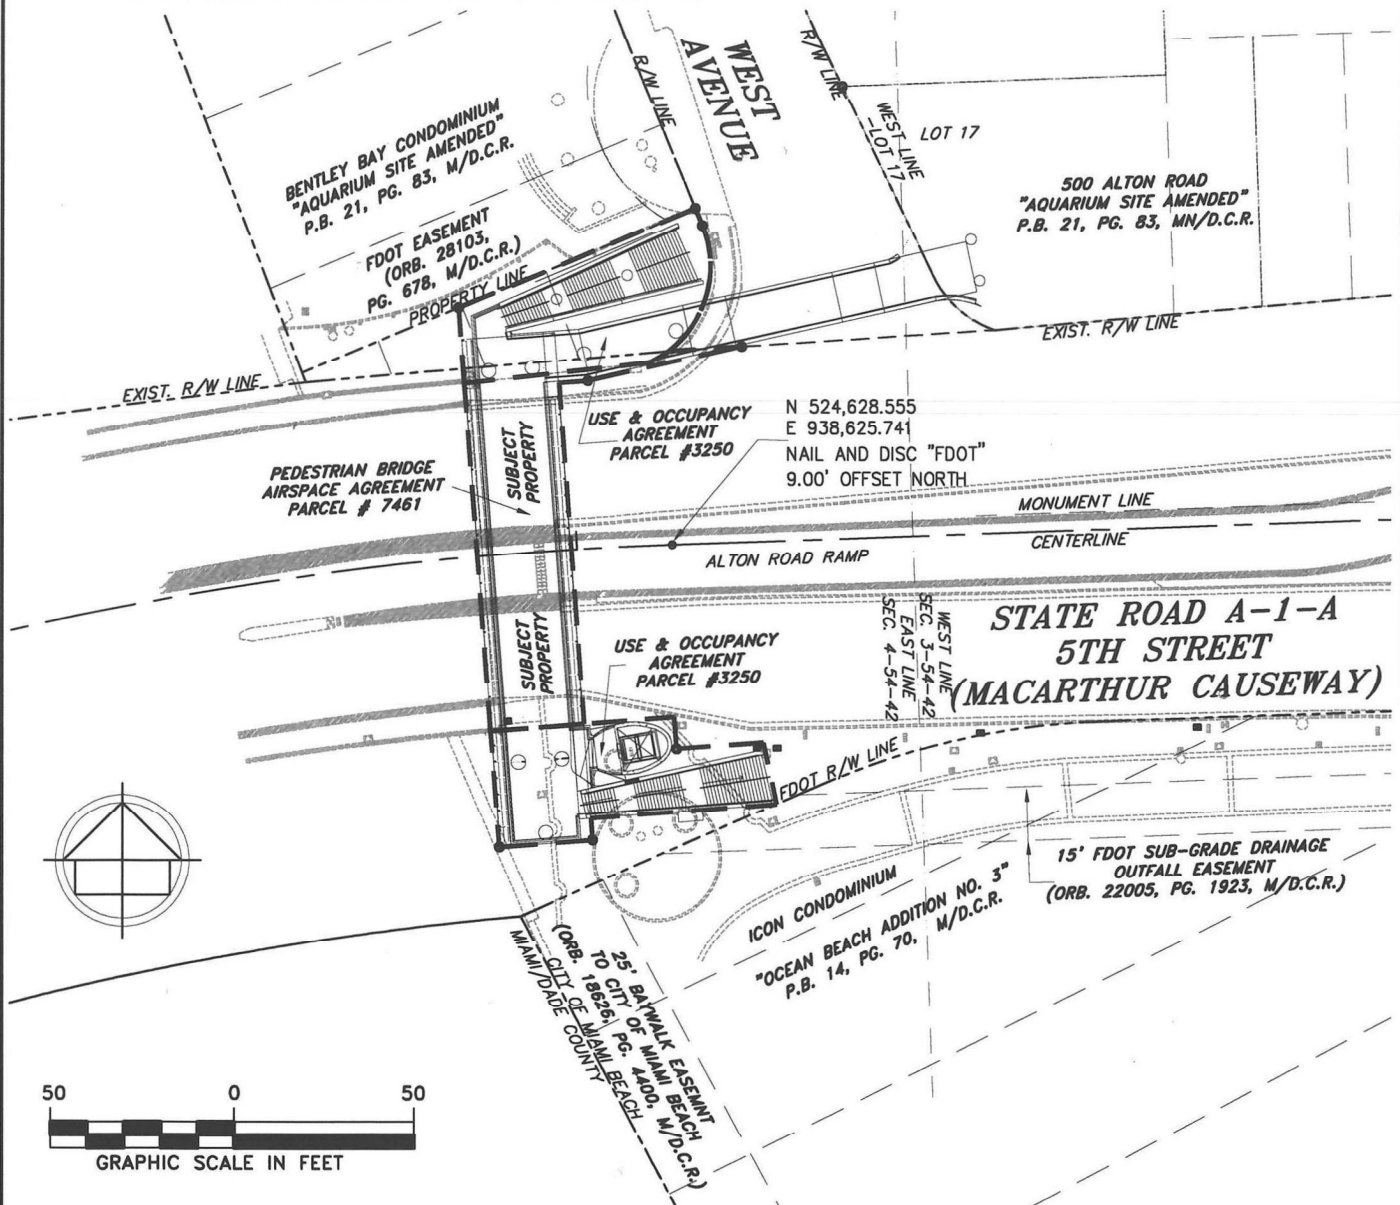 WEST
AVENUE
R/W LINE
R/W LINE
WEST LINE
-LOT 17
LOT 17
BENTLEY BAY CONDOMINIUM
"AQUARIUM SITE AMENDED"
P.B. 21, PG. 83, M/D.C.R.
500 ALTON ROAD
"AQUARIUM SITE AMENDED"
P.B. 21, PG. 83, MN/D.C.R.
FDOT EASEMENT
(ORB. 28103,
PG. 678, M/D.C.R.)
PROPERTY LINE
EXIST. R/W LINE
EXIST. R/W LINE
USE & OCCUPANCY
AGREEMENT
PARCEL #3250
N 524,628.555
E 938,625.741
NAIL AND DISC "FDOT"
9.00' OFFSET NORTH
PEDESTRIAN BRIDGE
AIRSPACE AGREEMENT
PARCEL # 7461
SUBJECT
PROPERTY
MONUMENT LINE
CENTERLINE
ALTON ROAD RAMP
SUBJECT
PROPERTY
USE & OCCUPANCY
AGREEMENT
PARCEL #3250
WEST LINE
SEC. 3-54-42
EAST LINE
SEC. 4-54-42
STATE ROAD A-1-A
5TH STREET
(MACARTHUR CAUSEWAY)
FDOT R/W LINE
15' FDOT SUB-GRADE DRAINAGE
OUTFALL EASEMENT
(ORB. 22005, PG. 1923, M/D.C.R.)
ICON CONDOMINIUM
"OCEAN BEACH ADDITION NO. 3"
P.B. 14, PG. 70, M/D.C.R.
25' BAYWALK EASEMNT
TO CITY OF MIAMI BEACH
(ORB. 18626, PG. 4400, M/D.C.R.)
CITY OF MIAMI BEACH
MIAMI/DADE COUNTY
50 0 50
GRAPHIC SCALE IN FEET